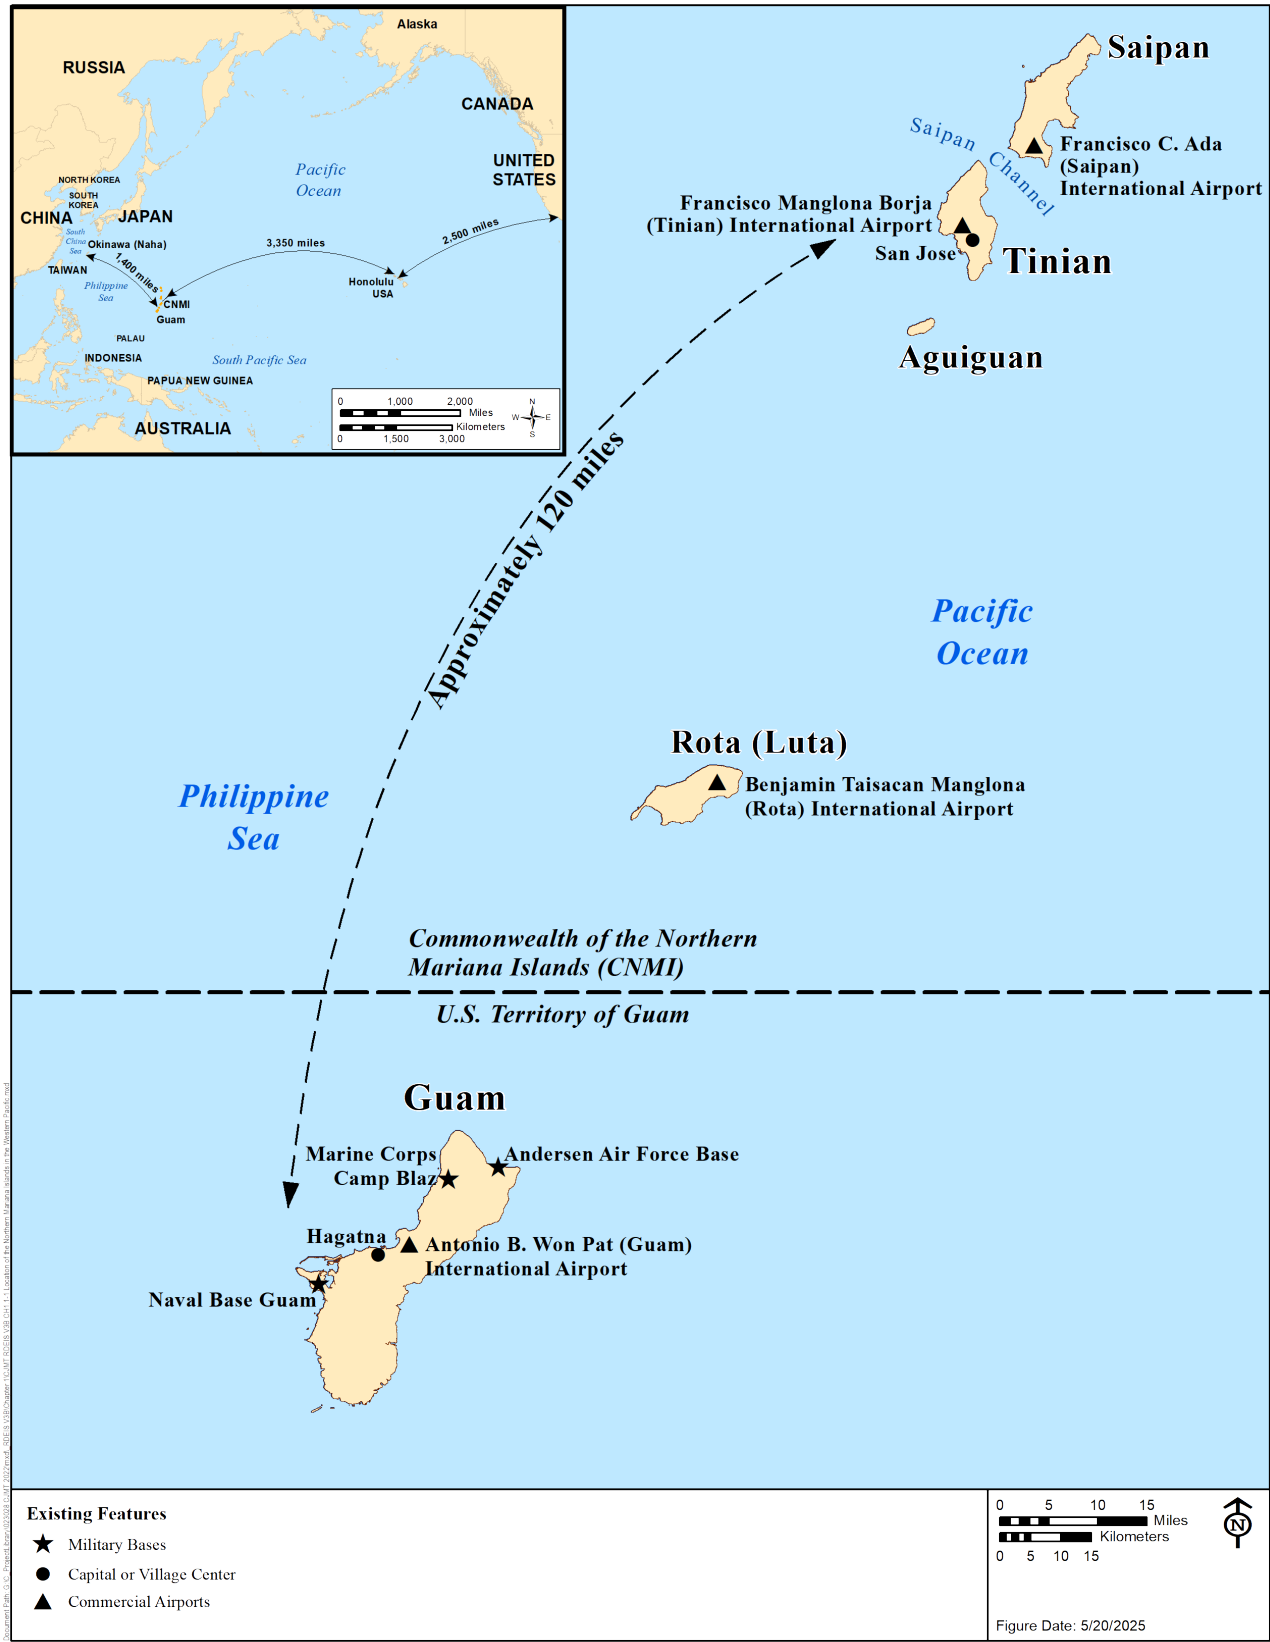 Alaska
RUSSIA
CANADA
Pacific
Ocean
UNITED
STATES
NORTH KOREA
SOUTH
KOREA
CHINA
JAPAN
South
China
Sea
Okinawa (Naha)
TAIWAN
1,400 miles
3,350 miles
2,500 miles
Philippine
Sea
Honolulu
USA
CNMI
Guam
PALAU
INDONESIA
South Pacific Sea
PAPUA NEW GUINEA
AUSTRALIA
0 1,000 2,000
Miles
Kilometers
0 1,500 3,000
N
W E
S
Saipan
Saipan Channel
Francisco C. Ada
(Saipan)
International Airport
Francisco Manglona Borja
(Tinian) International Airport
San Jose
Tinian
Aguiguan
Approximately 120 miles
Pacific
Ocean
Rota (Luta)
Benjamin Taisacan Manglona
(Rota) International Airport
Philippine
Sea
Commonwealth of the Northern
Mariana Islands (CNMI)
U.S. Territory of Guam
Guam
Marine Corps
Camp Blaz
Andersen Air Force Base
Hagatna
Antonio B. Won Pat (Guam)
International Airport
Naval Base Guam
Existing Features
Military Bases
Capital or Village Center
Commercial Airports
0 5 10 15
Miles
Kilometers
0 5 10 15
N
Figure Date: 5/20/2025